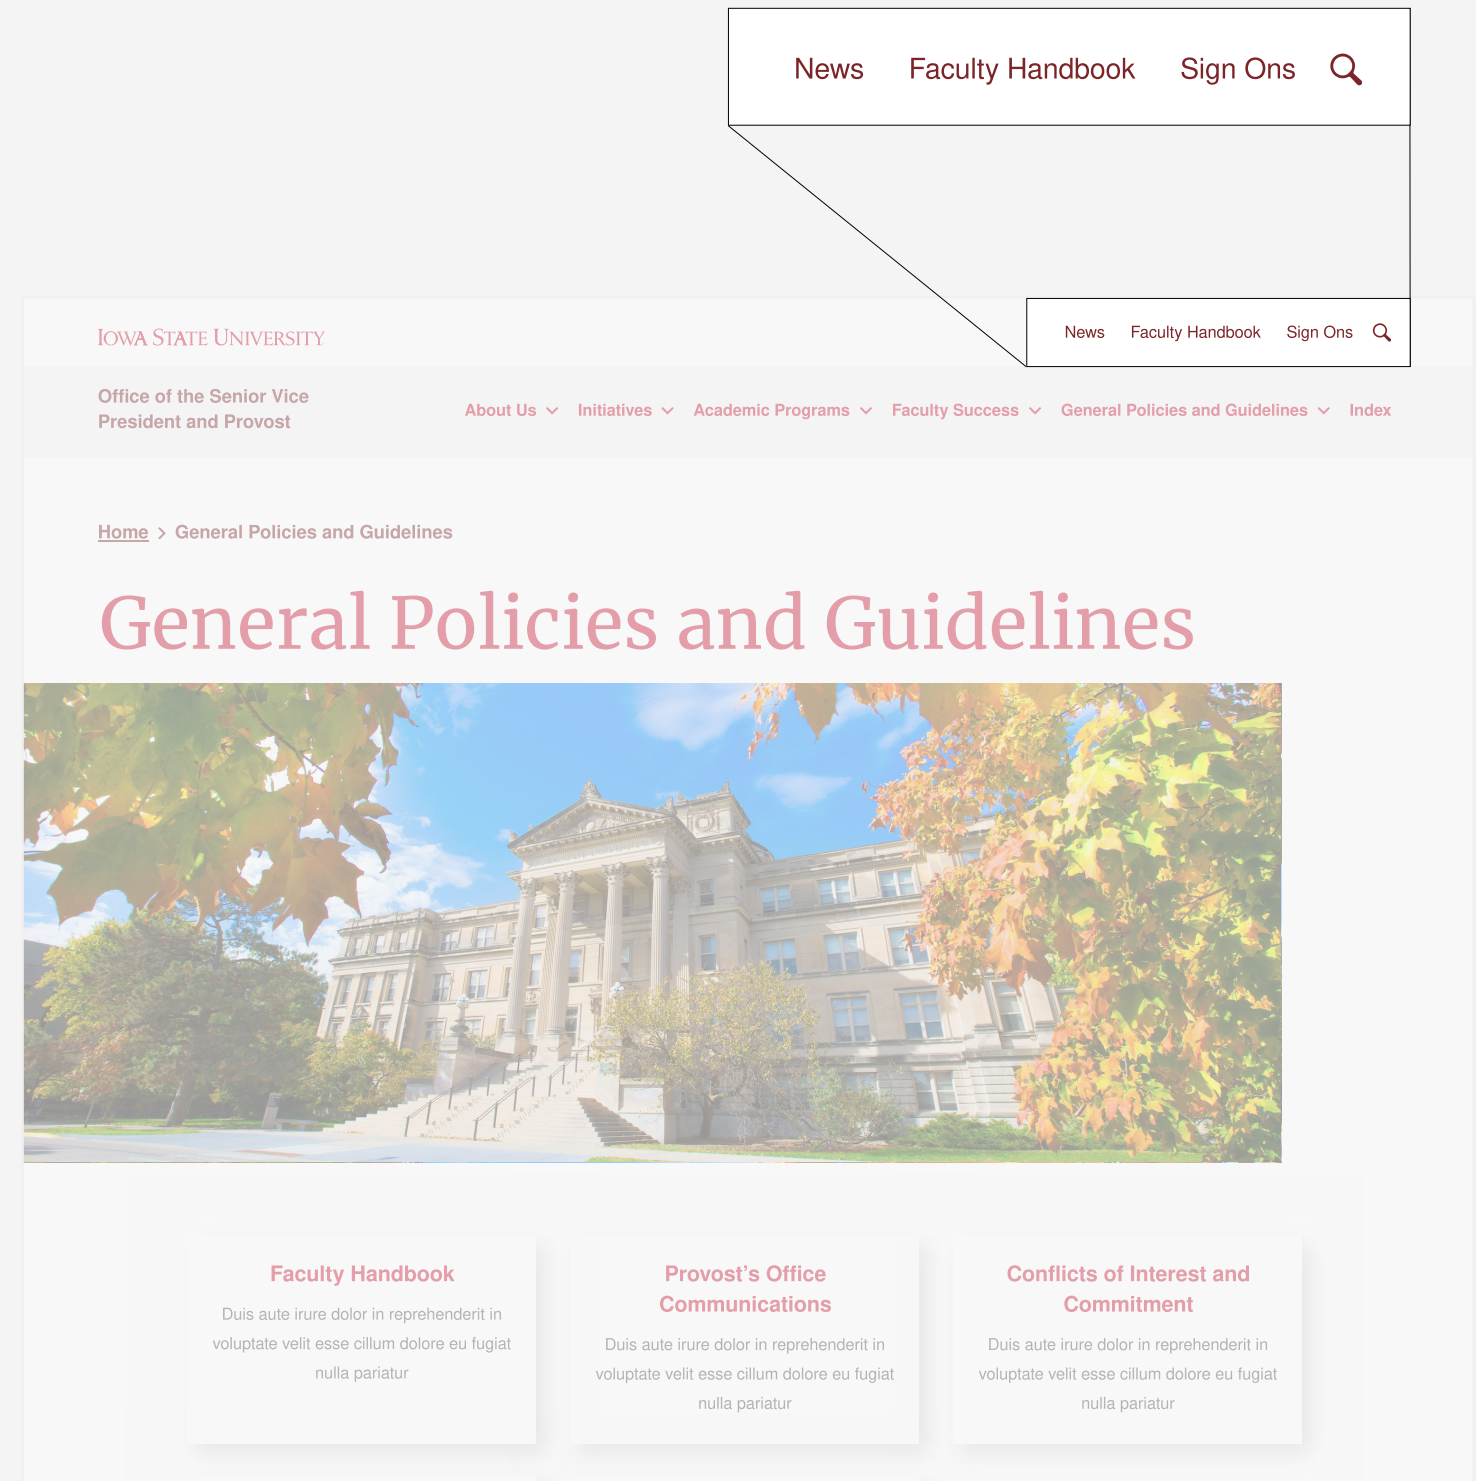 News Faculty Handbook Sign Ons
IOWA STATE UNIVERSITY
News Faculty Handbook Sign Ons
Office of the Senior Vice
President and Provost
About Us Initiatives Academic Programs Faculty Success General Policies and Guidelines Index
Home > General Policies and Guidelines
General Policies and Guidelines
Faculty Handbook
Duis aute irure dolor in reprehenderit in
voluptate velit esse cillum dolore eu fugiat
nulla pariatur
Provost’s Office
Communications
Duis aute irure dolor in reprehenderit in
voluptate velit esse cillum dolore eu fugiat
nulla pariatur
Conflicts of Interest and
Commitment
Duis aute irure dolor in reprehenderit in
voluptate velit esse cillum dolore eu fugiat
nulla pariatur